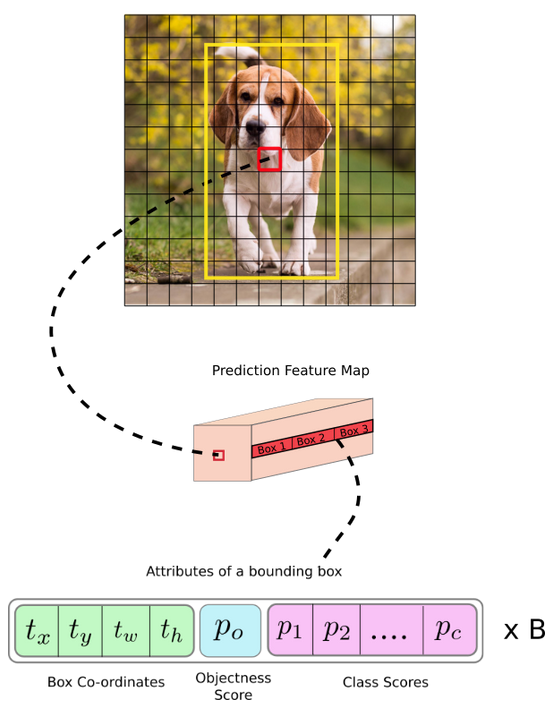 Prediction Feature Map
Box 1 Box 2 Box 3
Attributes of a bounding box
t_x t_y t_w t_h p_o p_1 p_2 .... p_c x B
Box Co-ordinates
Objectness
Score
Class Scores